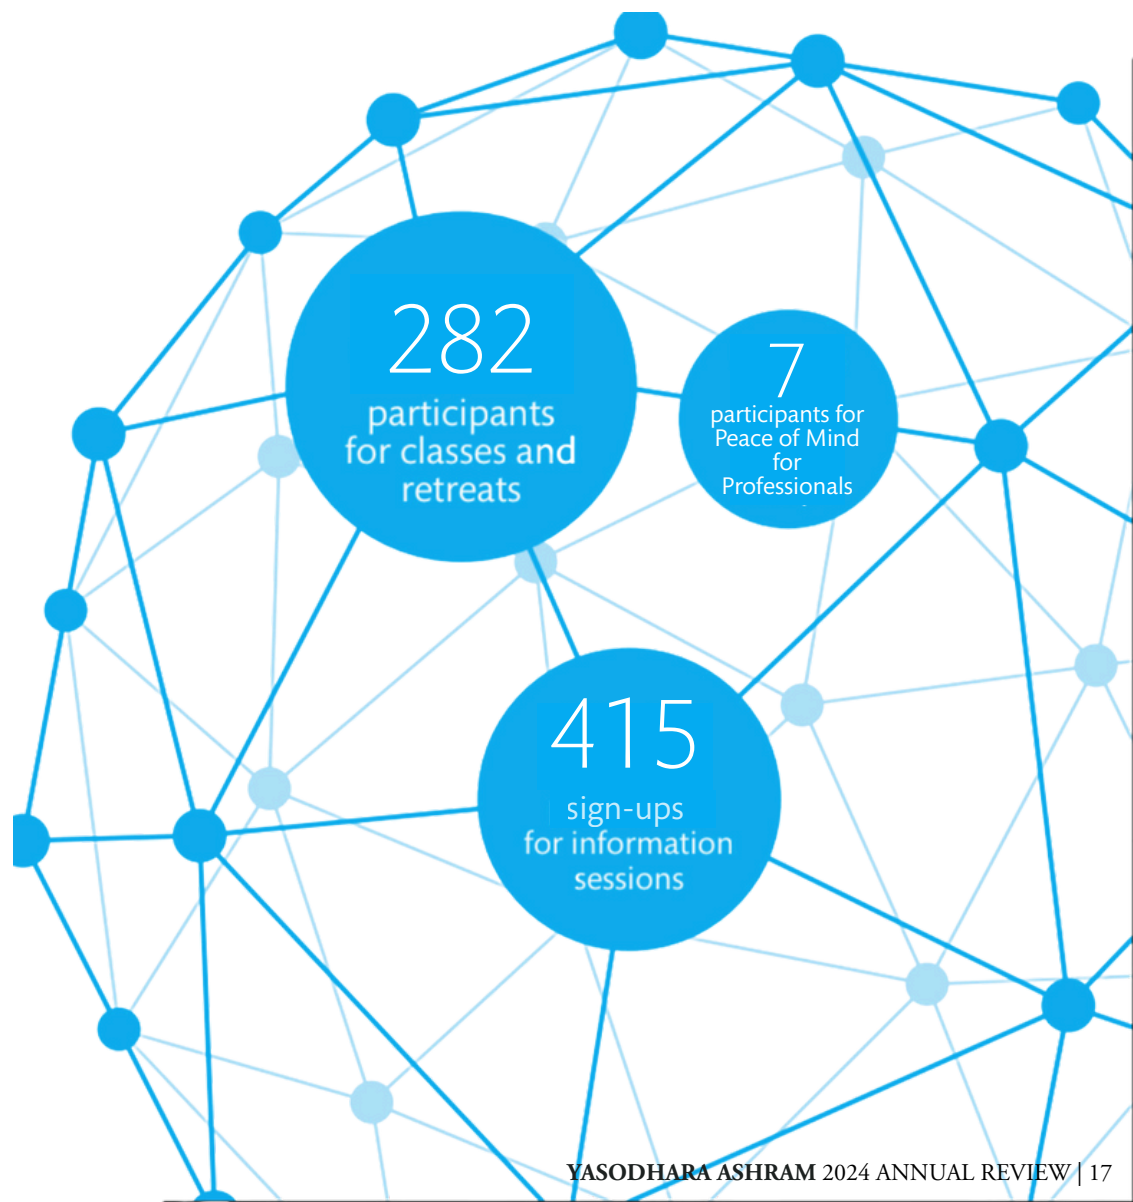 282
participants
for classes and
retreats
7
participants for
Peace of Mind
for
Professionals
415
sign-ups
for information
sessions
YASODHARA ASHRAM 2024 ANNUAL REVIEW | 17